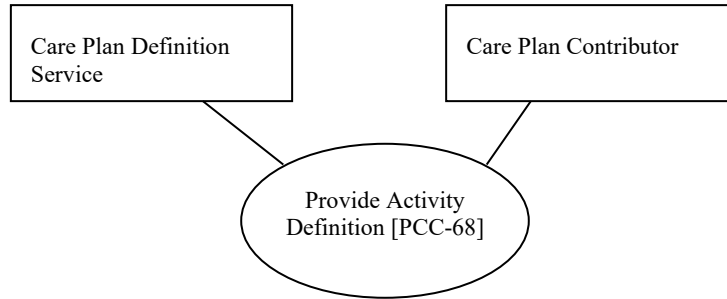 Care Plan Definition
Service
Care Plan Contributor
Provide Activity
Definition [PCC-68]